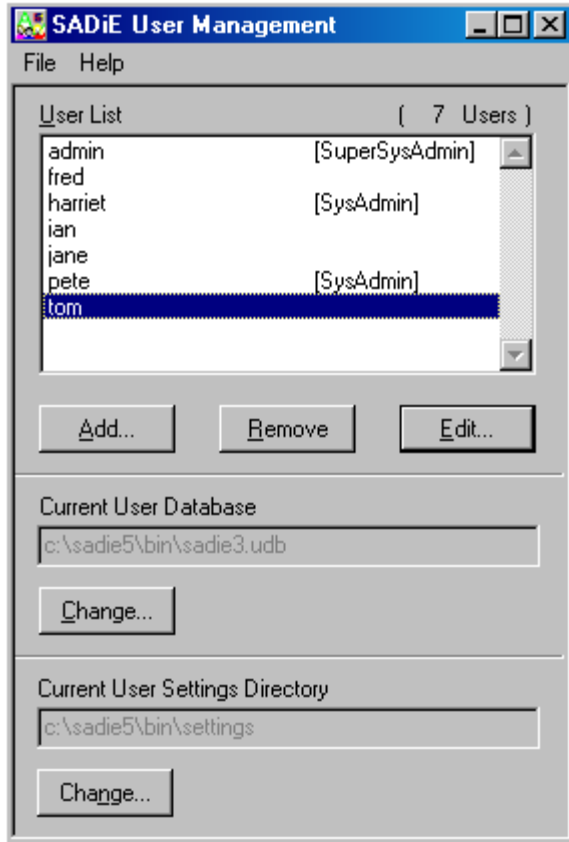 SADiE User Management
File Help
User List ( 7 Users )
admin [SuperSysAdmin]
fred
harriet [SysAdmin]
ian
jane
pete [SysAdmin]
tom
Add... Remove Edit...
Current User Database
c:\sadie5\bin\sadie3.udb
Change...
Current User Settings Directory
c:\sadie5\bin\settings
Change...